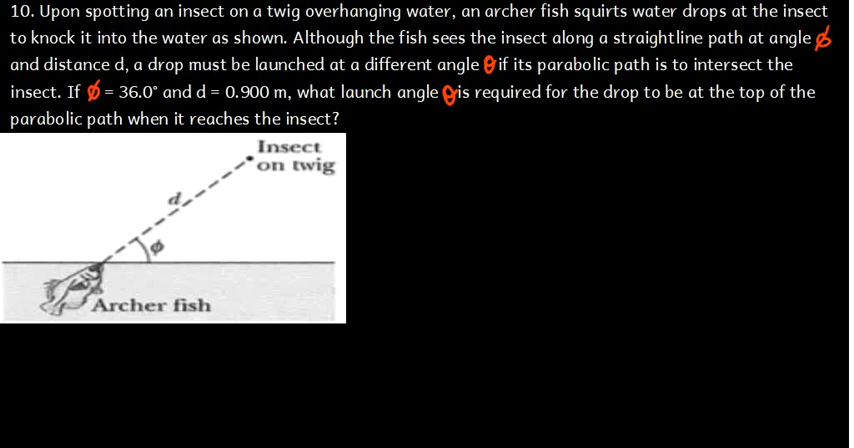 10. Upon spotting an insect on a twig overhanging water, an archer fish squirts water drops at the insect
to knock it into the water as shown. Although the fish sees the insect along a straightline path at angle ϕ
and distance d, a drop must be launched at a different angle θ if its parabolic path is to intersect the
insect. If ϕ = 36.0° and d = 0.900 m, what launch angle θ is required for the drop to be at the top of the
parabolic path when it reaches the insect?
Insect
on twig
d
ϕ
Archer fish